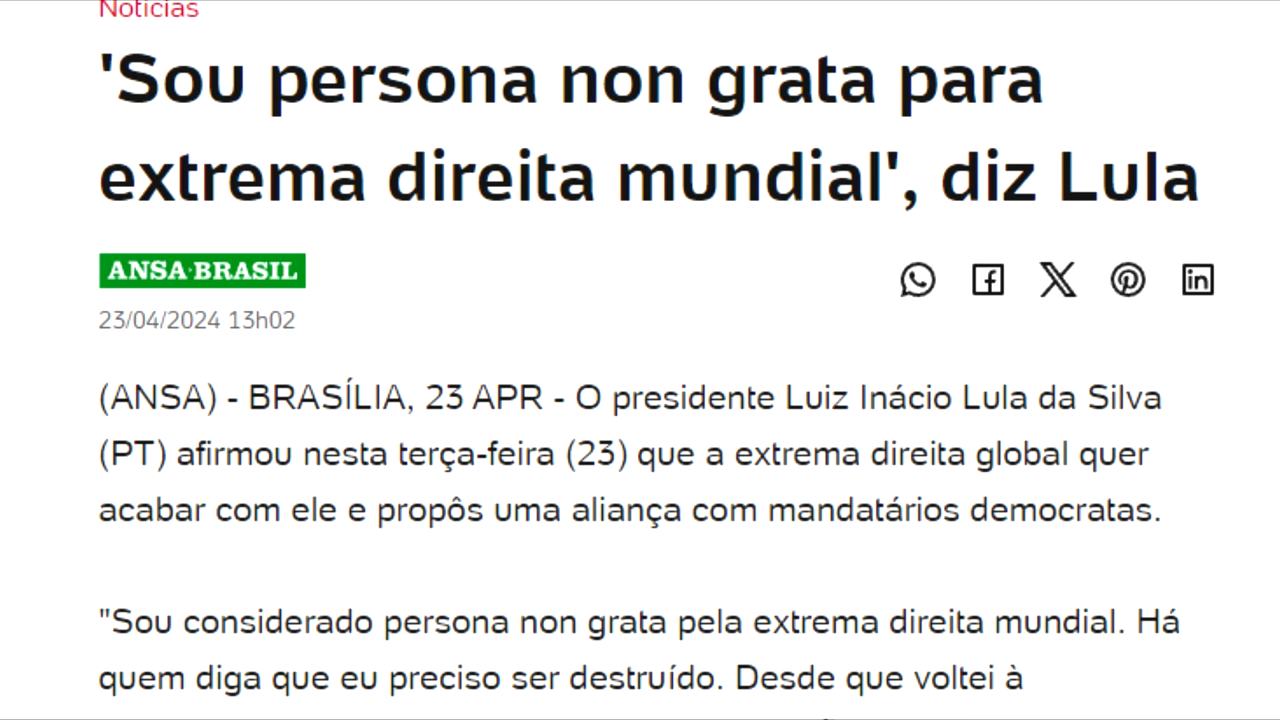 Notícias
'Sou persona non grata para
extrema direita mundial', diz Lula
ANSA·BRASIL
23/04/2024 13h02
(ANSA) - BRASÍLIA, 23 APR - O presidente Luiz Inácio Lula da Silva
(PT) afirmou nesta terça-feira (23) que a extrema direita global quer
acabar com ele e propôs uma aliança com mandatários democratas.
"Sou considerado persona non grata pela extrema direita mundial. Há
quem diga que eu preciso ser destruído. Desde que voltei à